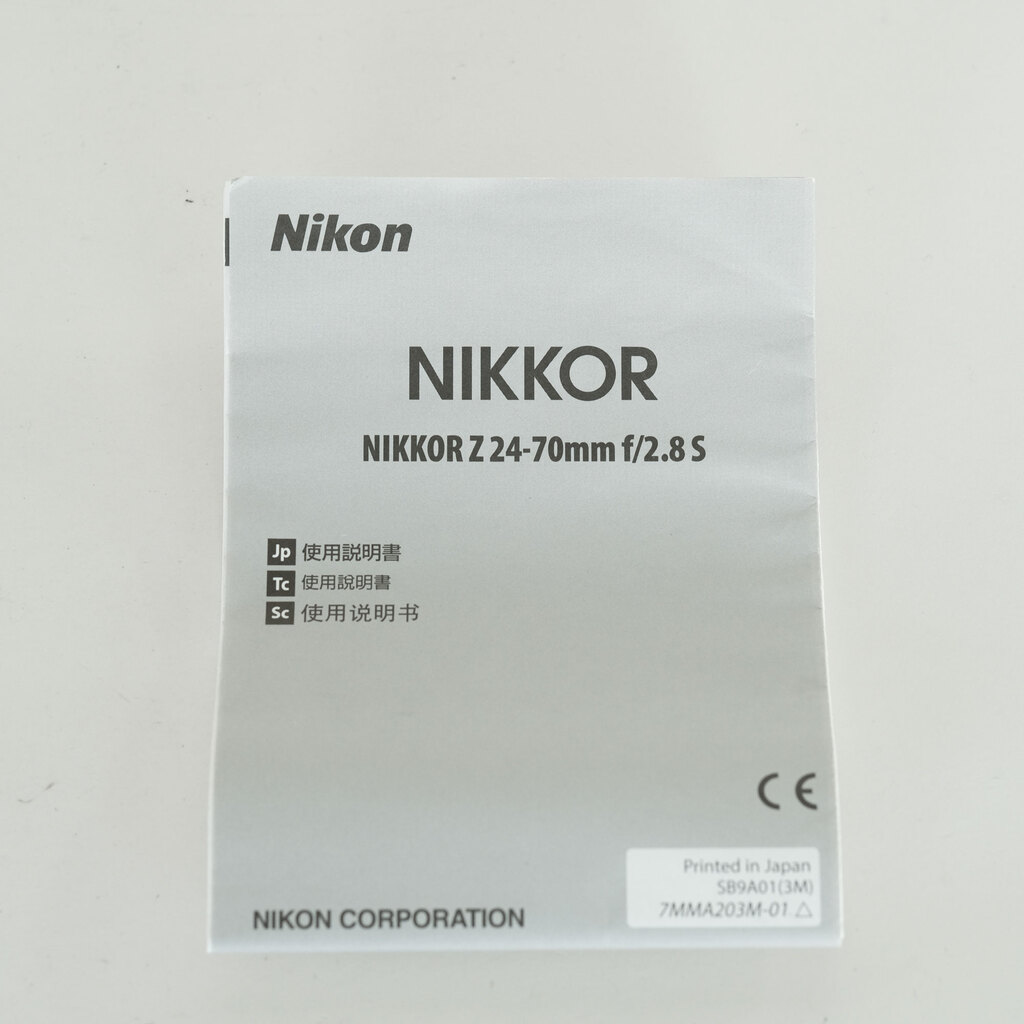 Nikon
NIKKOR
NIKKOR Z 24-70mm f/2.8 S
Jp 使用説明書
Tc 使用說明書
Sc 使用说明书
CE
Printed in Japan
SB9A01(3M)
7MMA203M-01 △
NIKON CORPORATION